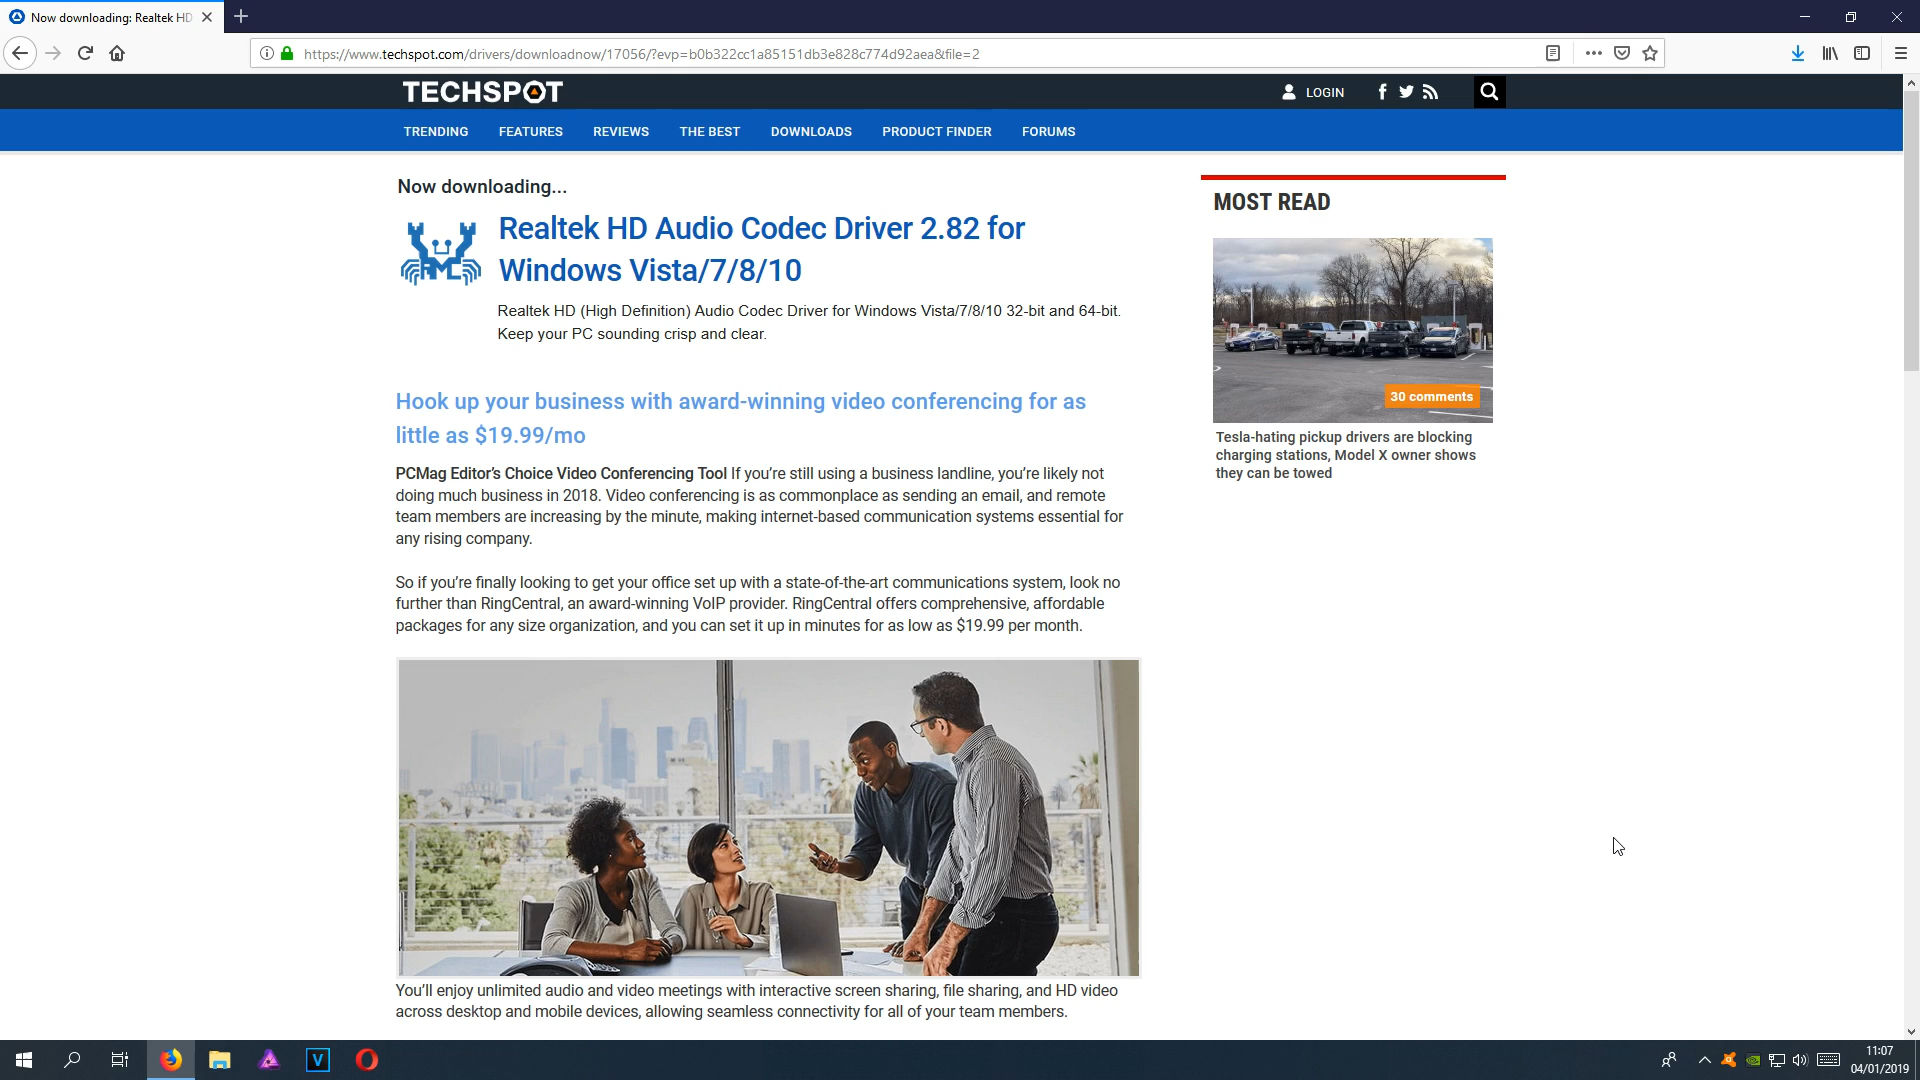 Now downloading: Realtek HD
https://www.techspot.com/drivers/downloadnow/17056/?evp=b0b322cc1a85151db3e828c774d92aea&file=2
TECHSPOT
LOGIN
TRENDING FEATURES REVIEWS THE BEST DOWNLOADS PRODUCT FINDER FORUMS
Now downloading...
Realtek HD Audio Codec Driver 2.82 for
Windows Vista/7/8/10
Realtek HD (High Definition) Audio Codec Driver for Windows Vista/7/8/10 32-bit and 64-bit.
Keep your PC sounding crisp and clear.
Hook up your business with award-winning video conferencing for as
little as $19.99/mo
PCMag Editor’s Choice Video Conferencing Tool If you’re still using a business landline, you’re likely not
doing much business in 2018. Video conferencing is as commonplace as sending an email, and remote
team members are increasing by the minute, making internet-based communication systems essential for
any rising company.
So if you’re finally looking to get your office set up with a state-of-the-art communications system, look no
further than RingCentral, an award-winning VoIP provider. RingCentral offers comprehensive, affordable
packages for any size organization, and you can set it up in minutes for as low as $19.99 per month.
You’ll enjoy unlimited audio and video meetings with interactive screen sharing, file sharing, and HD video
across desktop and mobile devices, allowing seamless connectivity for all of your team members.
MOST READ
30 comments
Tesla-hating pickup drivers are blocking
charging stations, Model X owner shows
they can be towed
V
11:07
04/01/2019